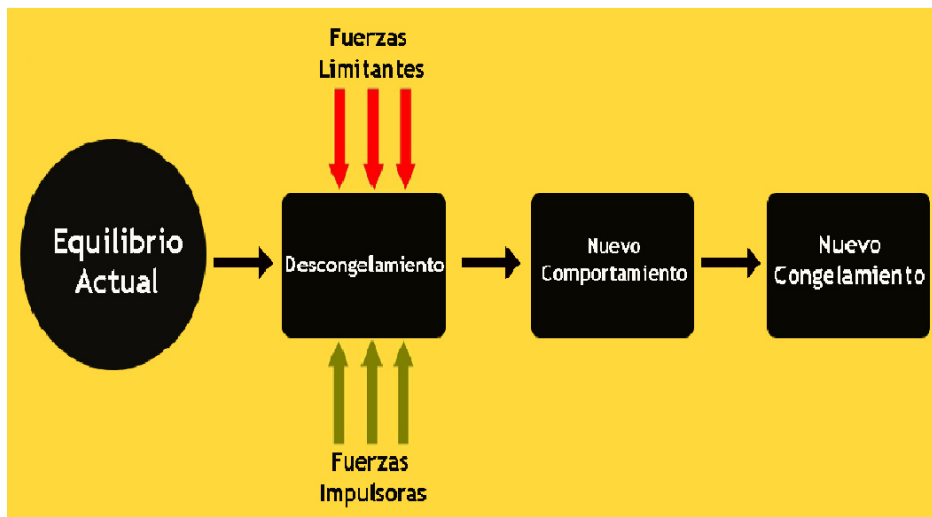 Fuerzas
Limitantes
Equilibrio
Actual
Descongelamiento
Nuevo
Comportamiento
Nuevo
Congelamiento
Fuerzas
Impulsoras